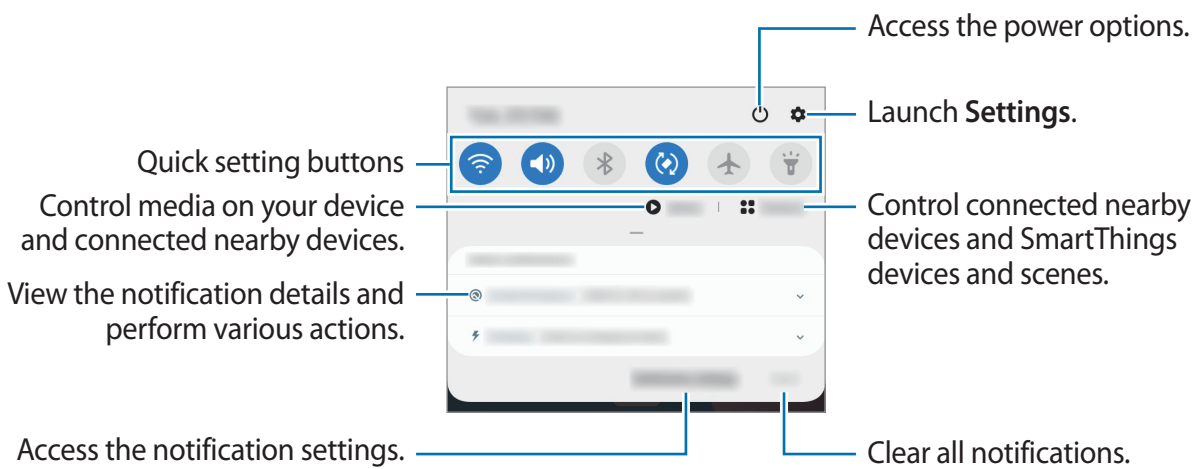 Access the power options.
Launch Settings.
Quick setting buttons
Control media on your device
and connected nearby devices.
Control connected nearby
devices and SmartThings
devices and scenes.
View the notification details and
perform various actions.
Access the notification settings.
Clear all notifications.